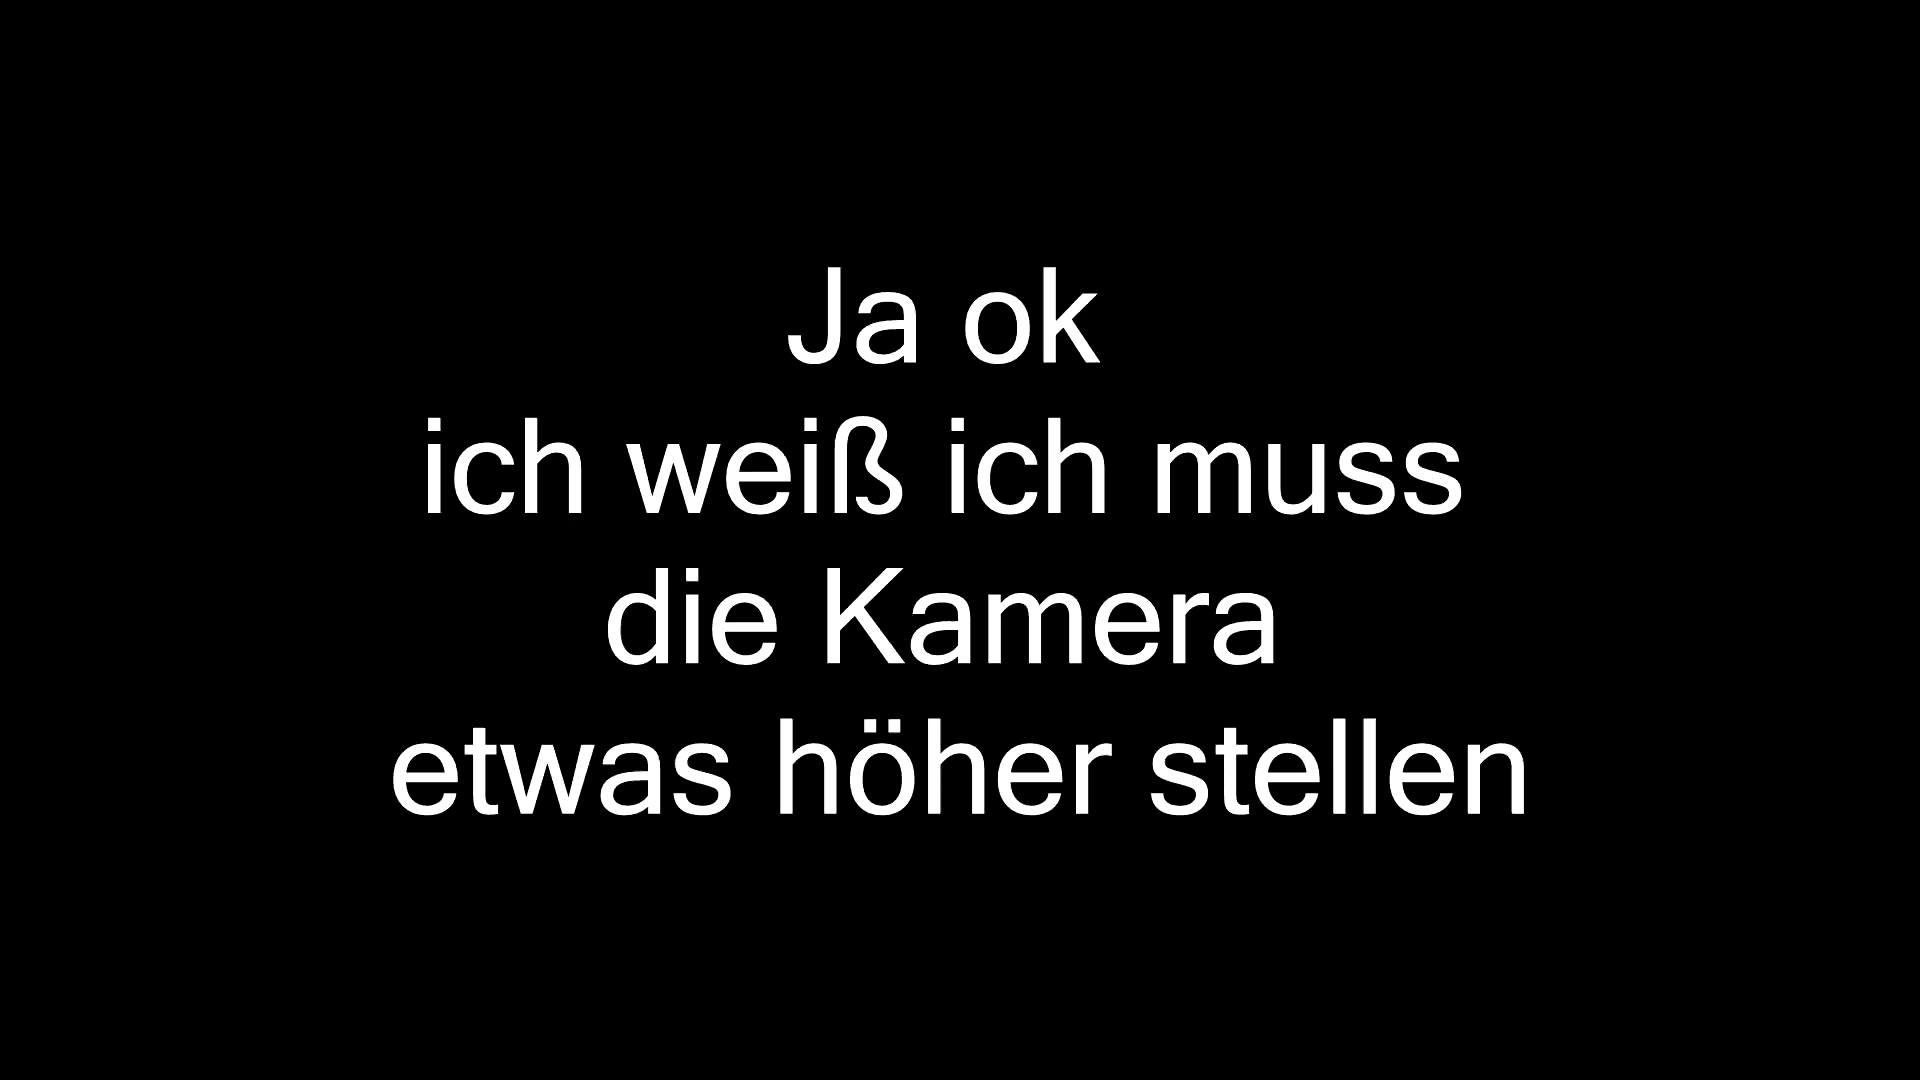 Ja ok
ich weiß ich muss
die Kamera
etwas höher stellen